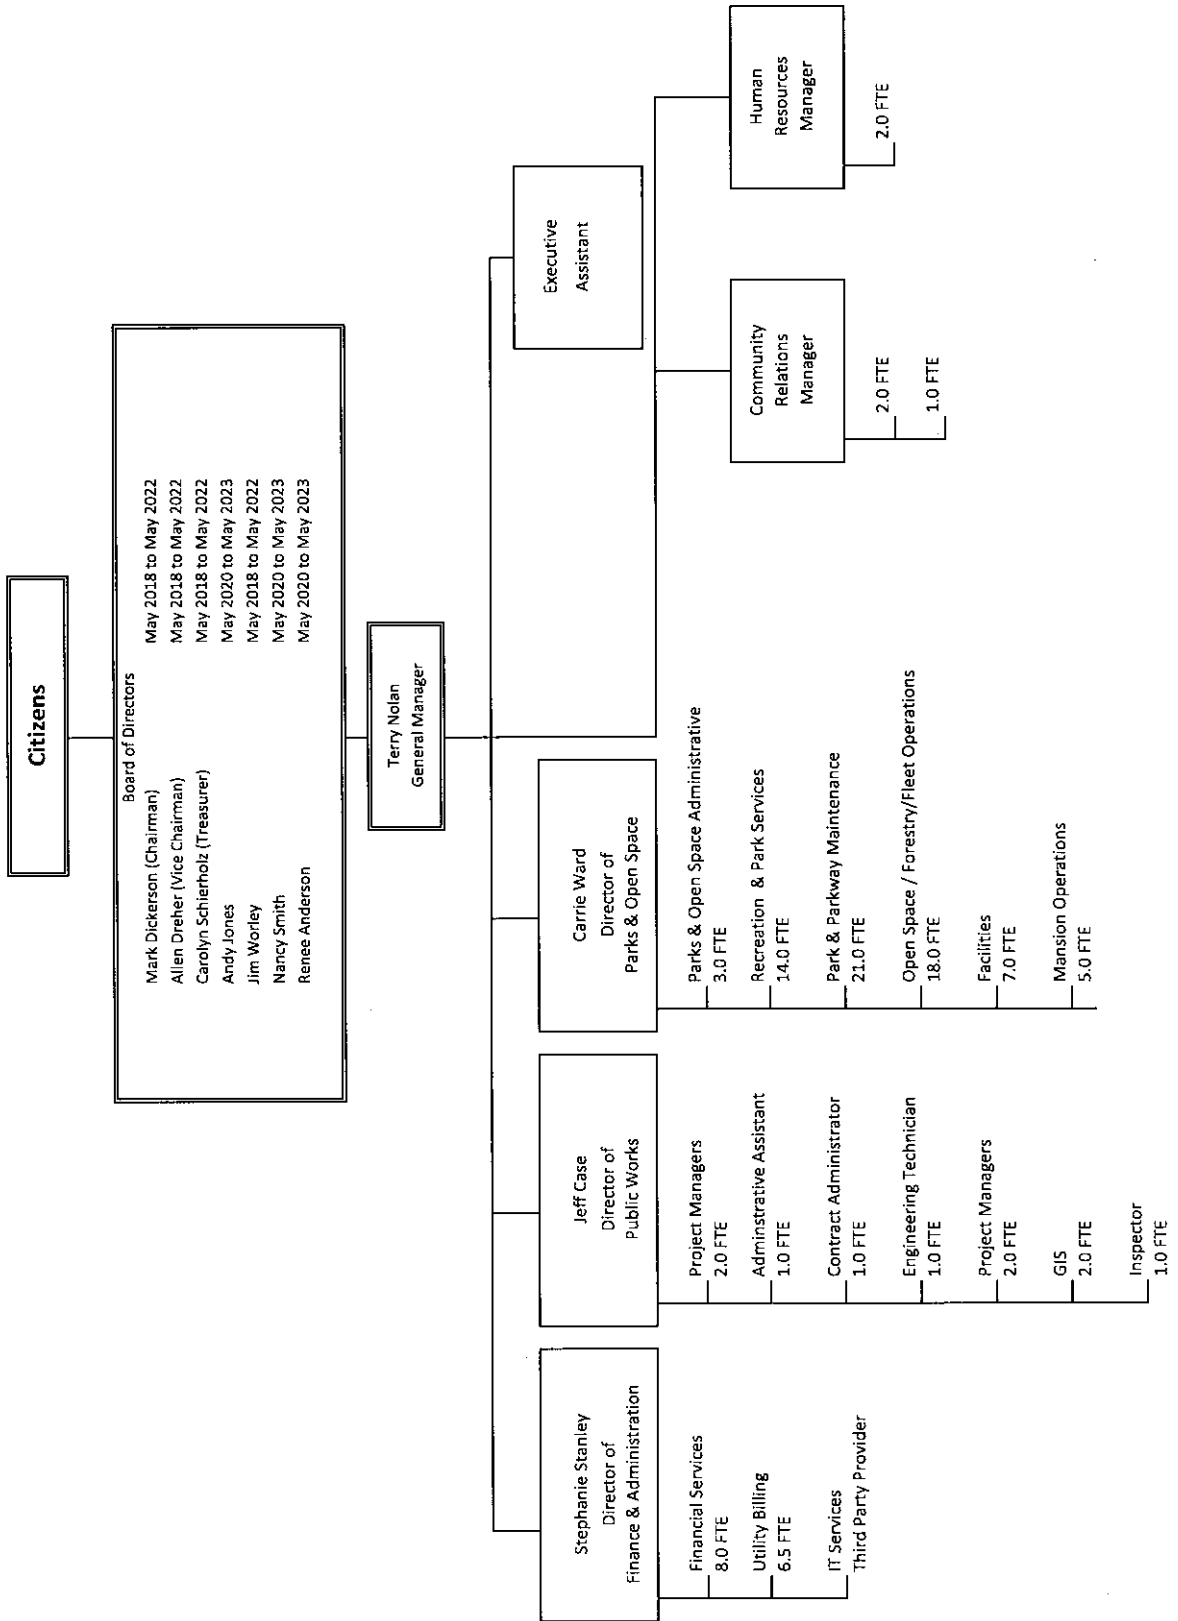 Citizens
Board of Directors
Mark Dickerson (Chairman) May 2018 to May 2022
Allen Dreher (Vice Chairman) May 2018 to May 2022
Carolyn Schierholz (Treasurer) May 2018 to May 2022
Andy Jones May 2020 to May 2023
Jim Worley May 2018 to May 2022
Nancy Smith May 2020 to May 2023
Renee Anderson May 2020 to May 2023
Terry Nolan
General Manager
Executive
Assistant
Stephanie Stanley
Director of
Finance & Administration
Financial Services
8.0 FTE
Utility Billing
6.5 FTE
IT Services
Third Party Provider
Jeff Case
Director of
Public Works
Project Managers
2.0 FTE
Adminstrative Assistant
1.0 FTE
Contract Administrator
1.0 FTE
Engineering Technician
1.0 FTE
Project Managers
2.0 FTE
GIS
2.0 FTE
Inspector
1.0 FTE
Carrie Ward
Director of
Parks & Open Space
Parks & Open Space Administrative
3.0 FTE
Recreation & Park Services
14.0 FTE
Park & Parkway Maintenance
21.0 FTE
Open Space / Forestry/Fleet Operations
18.0 FTE
Facilities
7.0 FTE
Mansion Operations
5.0 FTE
Community
Relations
Manager
2.0 FTE
1.0 FTE
Human
Resources
Manager
2.0 FTE